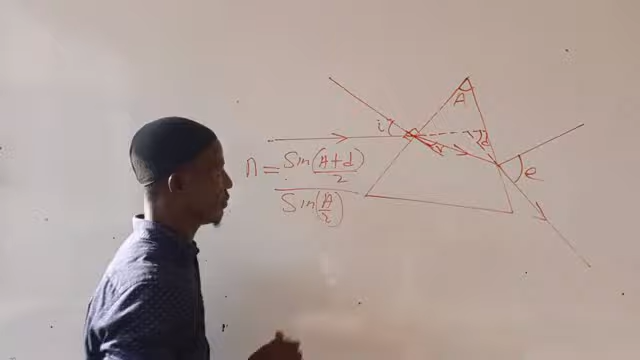 A
i
d
r
e
n = Sin(A+d)/2
Sin(A/2)